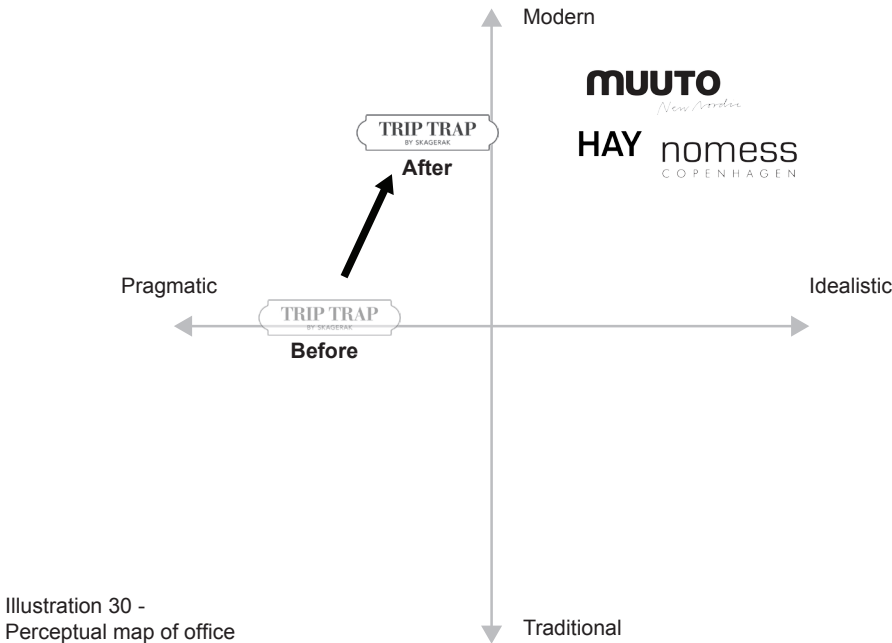 Modern
muuto
New Nordic
TRIP TRAP
BY SKAGERAK
After
HAY
nomess
COPENHAGEN
Pragmatic
Idealistic
TRIP TRAP
BY SKAGERAK
Before
Illustration 30 -
Perceptual map of office
Traditional